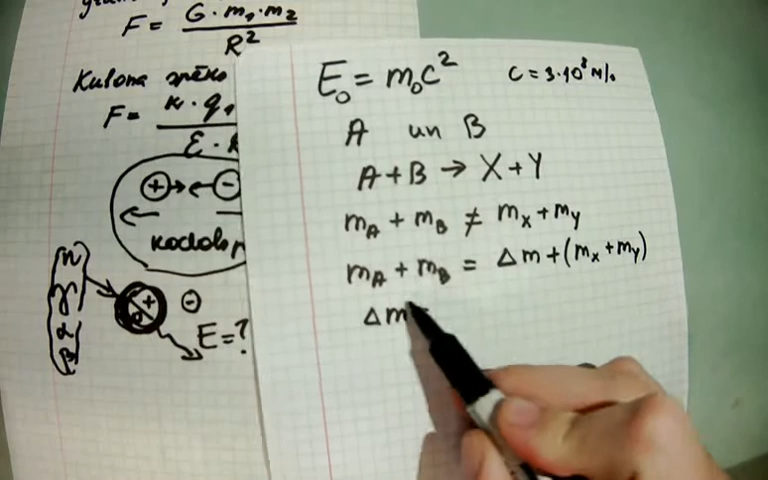 F = G · m₁ · m₂ / R²
Kulona spēks
F = k · q₁
ε · R
+ → ← −
n γ α β
+
−
E = ?
E₀ = m₀c²
c = 3·10⁸ m/s
A un B
A + B → X + Y
m_A + m_B ≠ m_X + m_Y
m_A + m_B = Δm + (m_X + m_Y)
Δm =